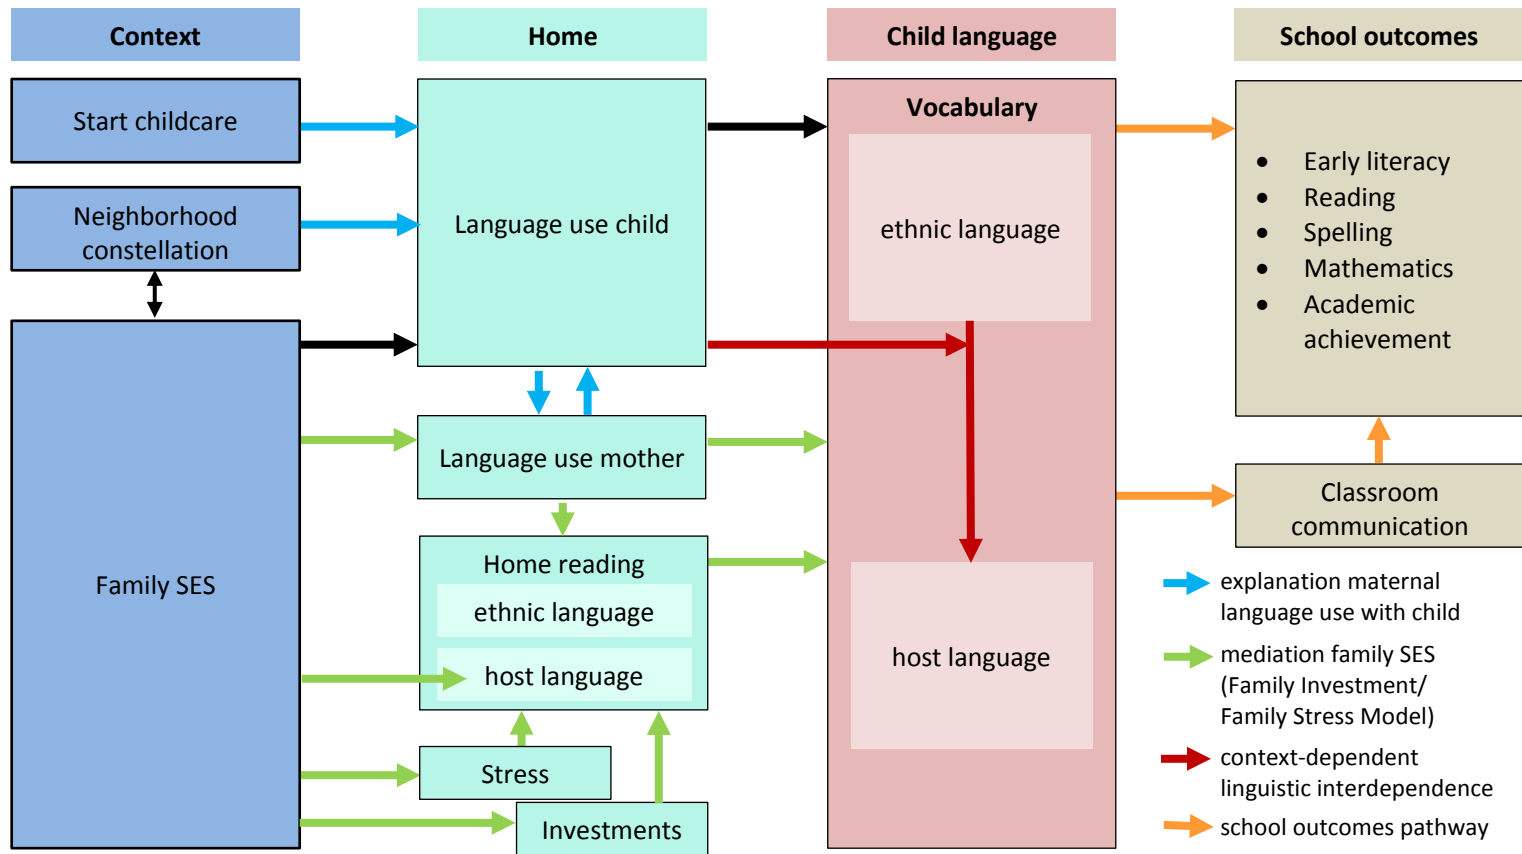 Context
Home
Child language
School outcomes
Start childcare
Neighborhood
constellation
Family SES
Language use child
Language use mother
Home reading
ethnic language
host language
Stress
Investments
Vocabulary
ethnic language
host language
• Early literacy
• Reading
• Spelling
• Mathematics
• Academic
achievement
Classroom
communication
explanation maternal
language use with child
mediation family SES
(Family Investment/
Family Stress Model)
context-dependent
linguistic interdependence
school outcomes pathway